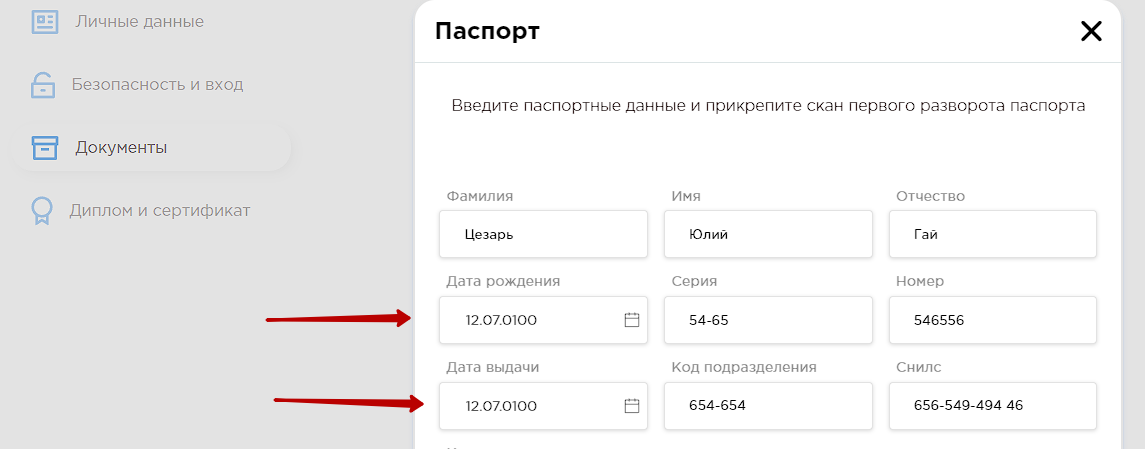 Личные данные
Безопасность и вход
Документы
Диплом и сертификат
Паспорт
Введите паспортные данные и прикрепите скан первого разворота паспорта
Фамилия Имя Отчество
Цезарь Юлий Гай
Дата рождения Серия Номер
12.07.0100 54-65 546556
Дата выдачи Код подразделения Снилс
12.07.0100 654-654 656-549-494 46